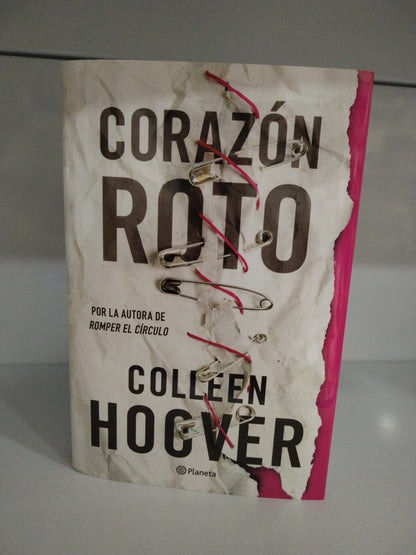 CORAZÓN
ROTO
POR LA AUTORA DE
ROMPER EL CÍRCULO
COLLEEN
HOOVER
Planeta